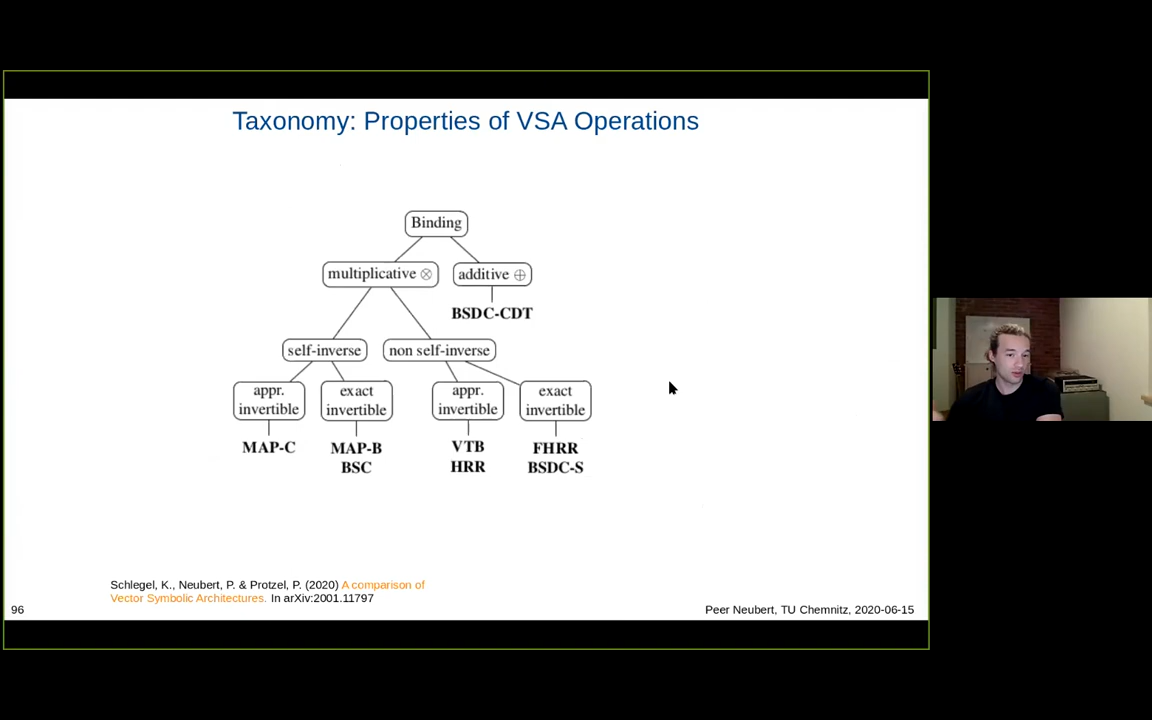 Taxonomy: Properties of VSA Operations
Binding
multiplicative ⊗
additive ⊕
BSDC-CDT
self-inverse
non self-inverse
appr.
invertible
exact
invertible
appr.
invertible
exact
invertible
MAP-C
MAP-B
BSC
VTB
HRR
FHRR
BSDC-S
Schlegel, K., Neubert, P. & Protzel, P. (2020) A comparison of
Vector Symbolic Architectures. In arXiv:2001.11797
96
Peer Neubert, TU Chemnitz, 2020-06-15